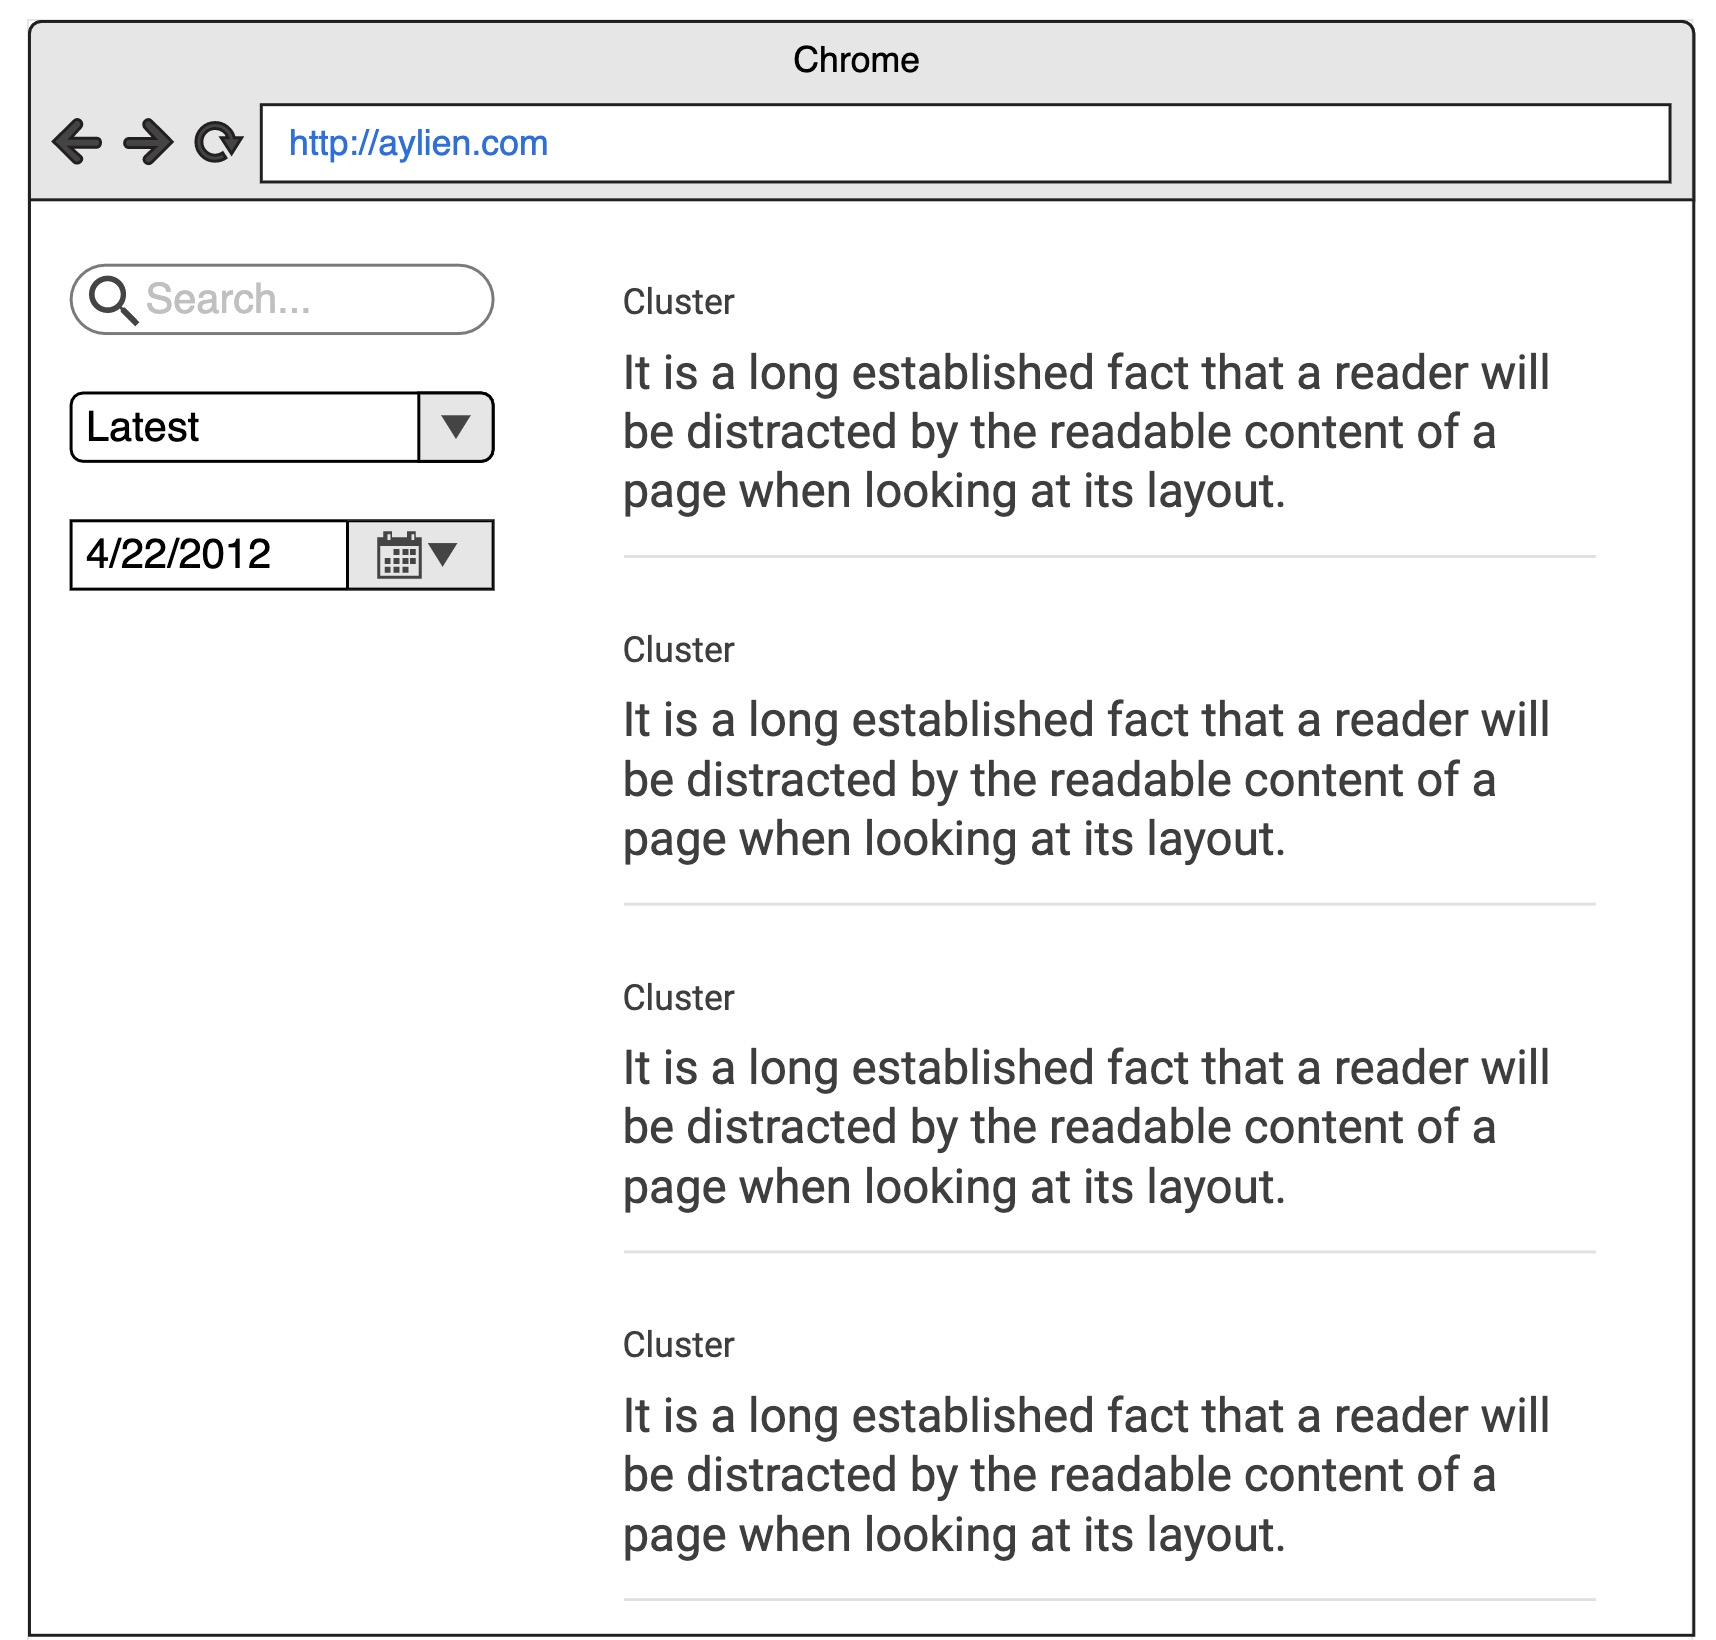 Chrome
http://aylien.com
Search...
Latest
4/22/2012
Cluster
It is a long established fact that a reader will
be distracted by the readable content of a
page when looking at its layout.
Cluster
It is a long established fact that a reader will
be distracted by the readable content of a
page when looking at its layout.
Cluster
It is a long established fact that a reader will
be distracted by the readable content of a
page when looking at its layout.
Cluster
It is a long established fact that a reader will
be distracted by the readable content of a
page when looking at its layout.